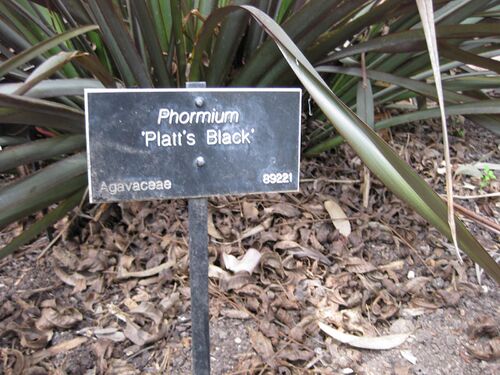 Phormium
'Platt's Black'
Agavaceae 89221